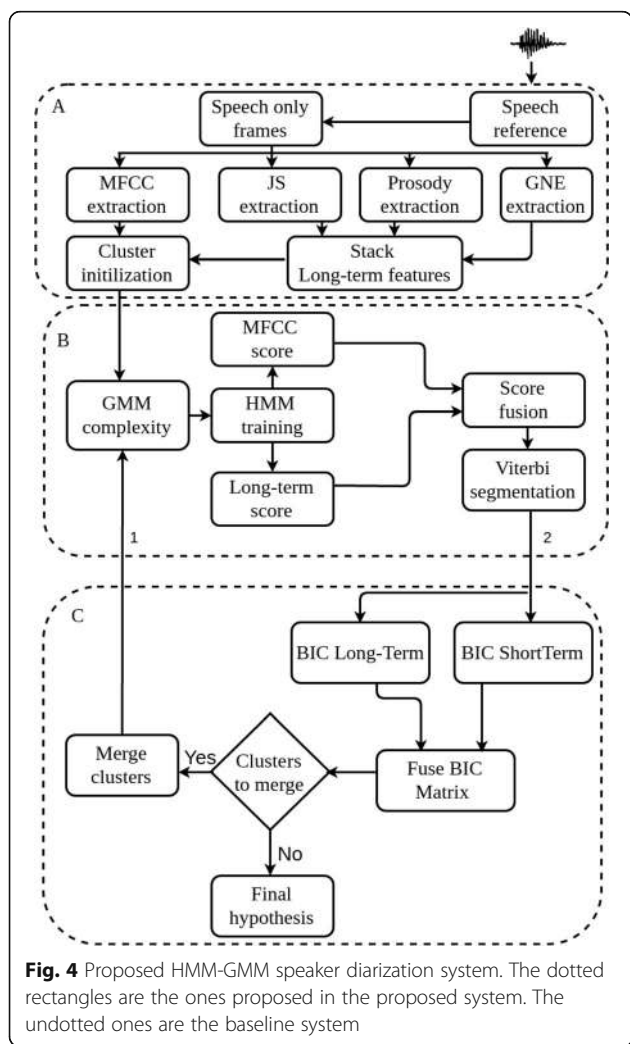 A
Speech only
frames
Speech
reference
MFCC
extraction
JS
extraction
Prosody
extraction
GNE
extraction
Cluster
initilization
Stack
Long-term features
B
MFCC
score
GMM
complexity
HMM
training
Score
fusion
Long-term
score
Viterbi
segmentation
1
2
C
BIC Long-Term
BIC ShortTerm
Merge
clusters
Yes
Clusters
to merge
Fuse BIC
Matrix
No
Final
hypothesis
Fig. 4 Proposed HMM-GMM speaker diarization system. The dotted
rectangles are the ones proposed in the proposed system. The
undotted ones are the baseline system